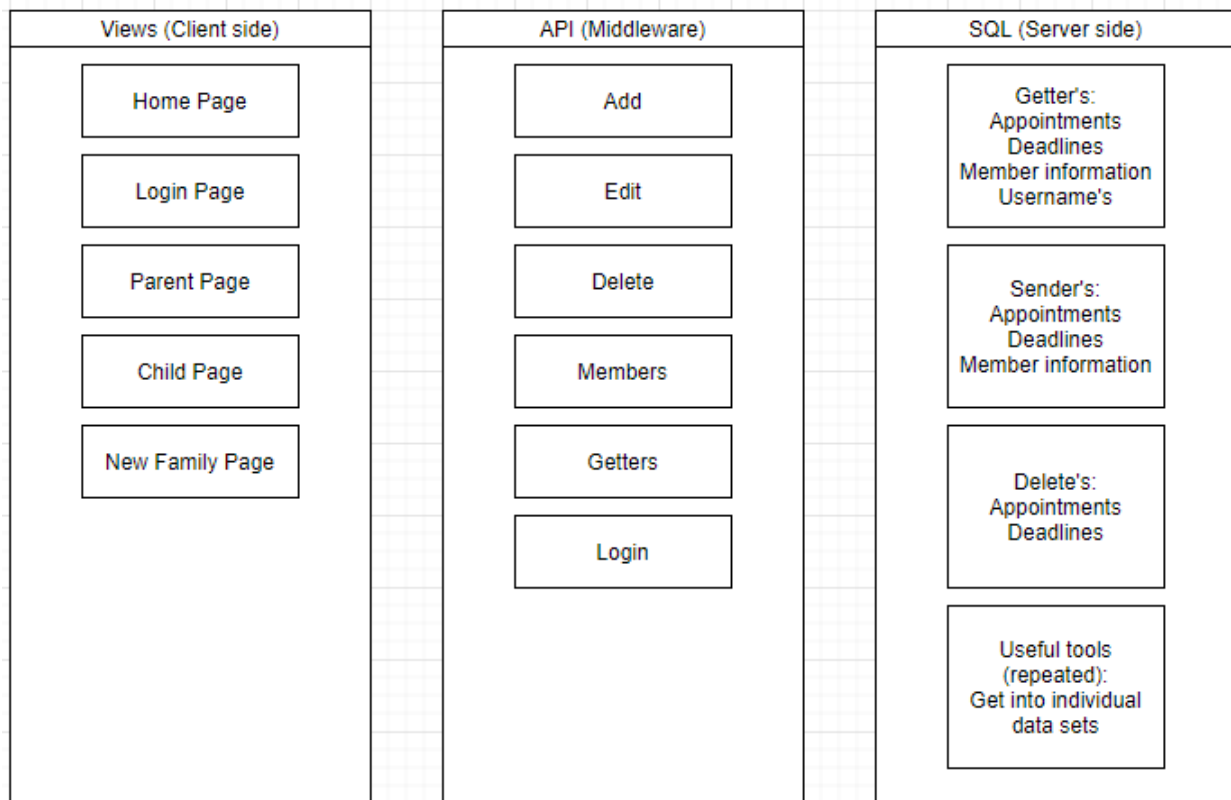 Views (Client side)
Home Page
Login Page
Parent Page
Child Page
New Family Page
API (Middleware)
Add
Edit
Delete
Members
Getters
Login
SQL (Server side)
Getter's:
Appointments
Deadlines
Member information
Username's
Sender's:
Appointments
Deadlines
Member information
Delete's:
Appointments
Deadlines
Useful tools
(repeated):
Get into individual
data sets